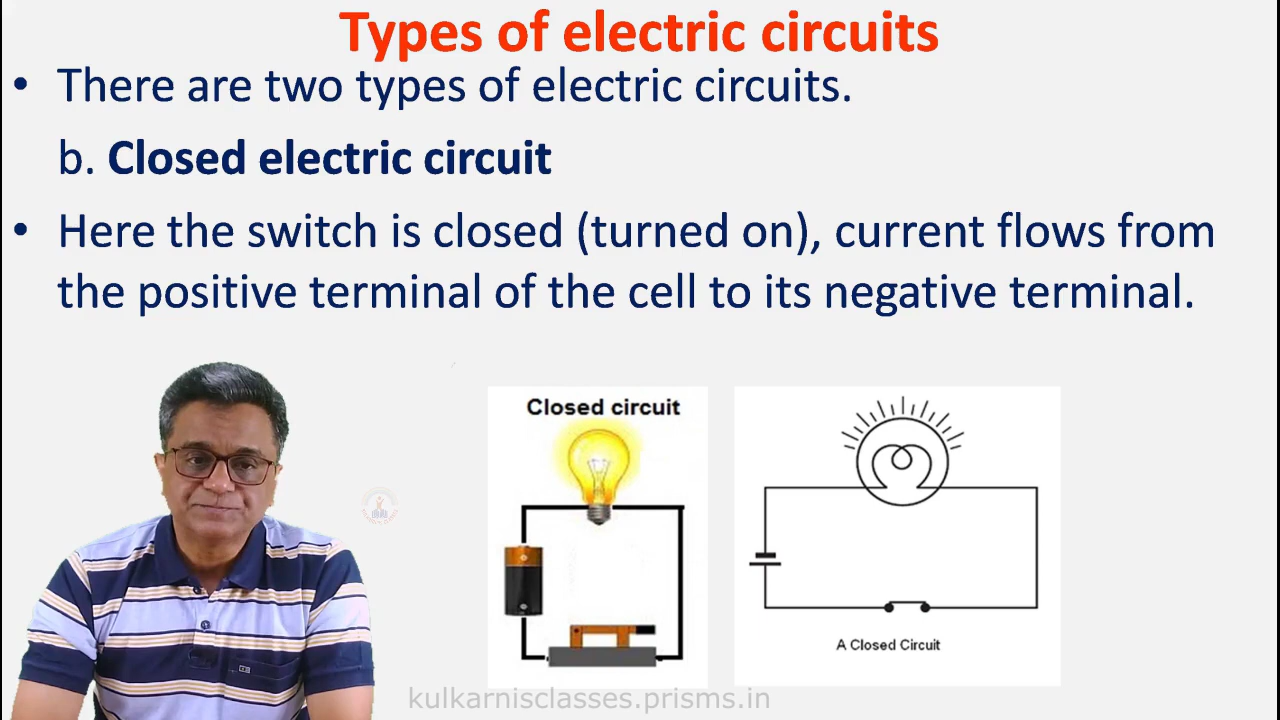 Types of electric circuits
• There are two types of electric circuits.
b. Closed electric circuit
• Here the switch is closed (turned on), current flows from
the positive terminal of the cell to its negative terminal.
Closed circuit
A Closed Circuit
kulkarnisclasses.prisms.in